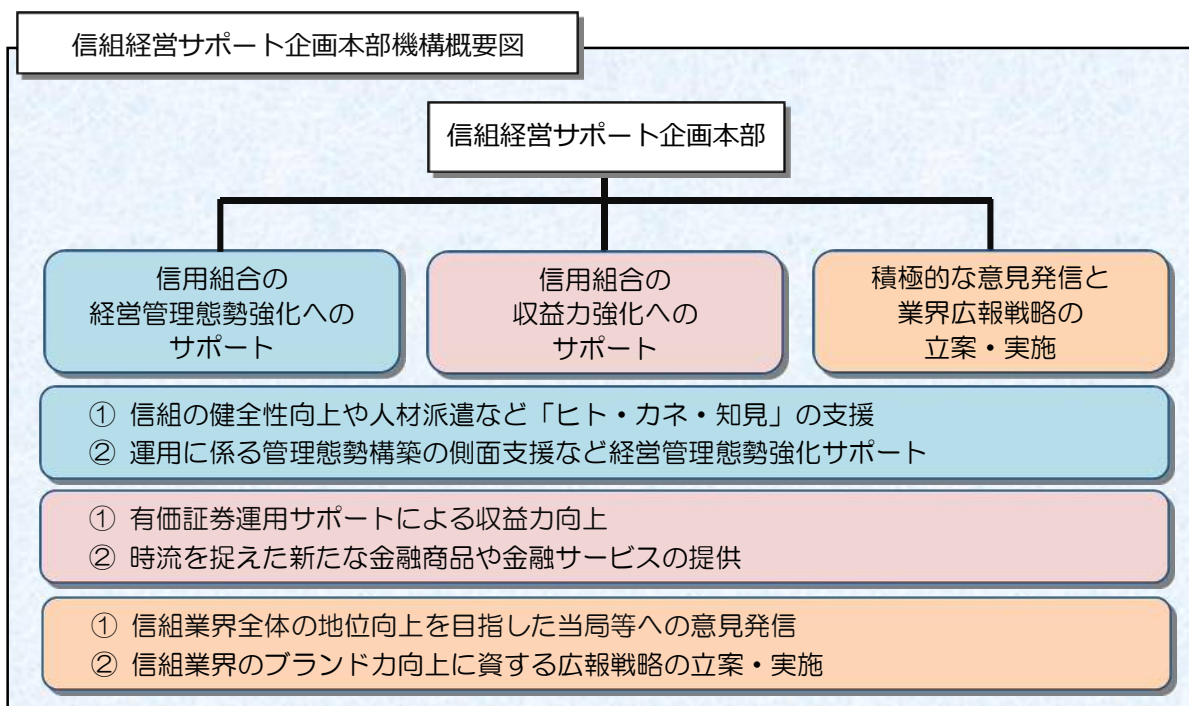 信組経営サポート企画本部機構概要図
信組経営サポート企画本部
信用組合の
経営管理態勢強化への
サポート
信用組合の
収益力強化への
サポート
積極的な意見発信と
業界広報戦略の
立案・実施
① 信組の健全性向上や人材派遣など「ヒト・カネ・知見」の支援
② 運用に係る管理態勢構築の側面支援など経営管理態勢強化サポート
① 有価証券運用サポートによる収益力向上
② 時流を捉えた新たな金融商品や金融サービスの提供
① 信組業界全体の地位向上を目指した当局等への意見発信
② 信組業界のブランド力向上に資する広報戦略の立案・実施